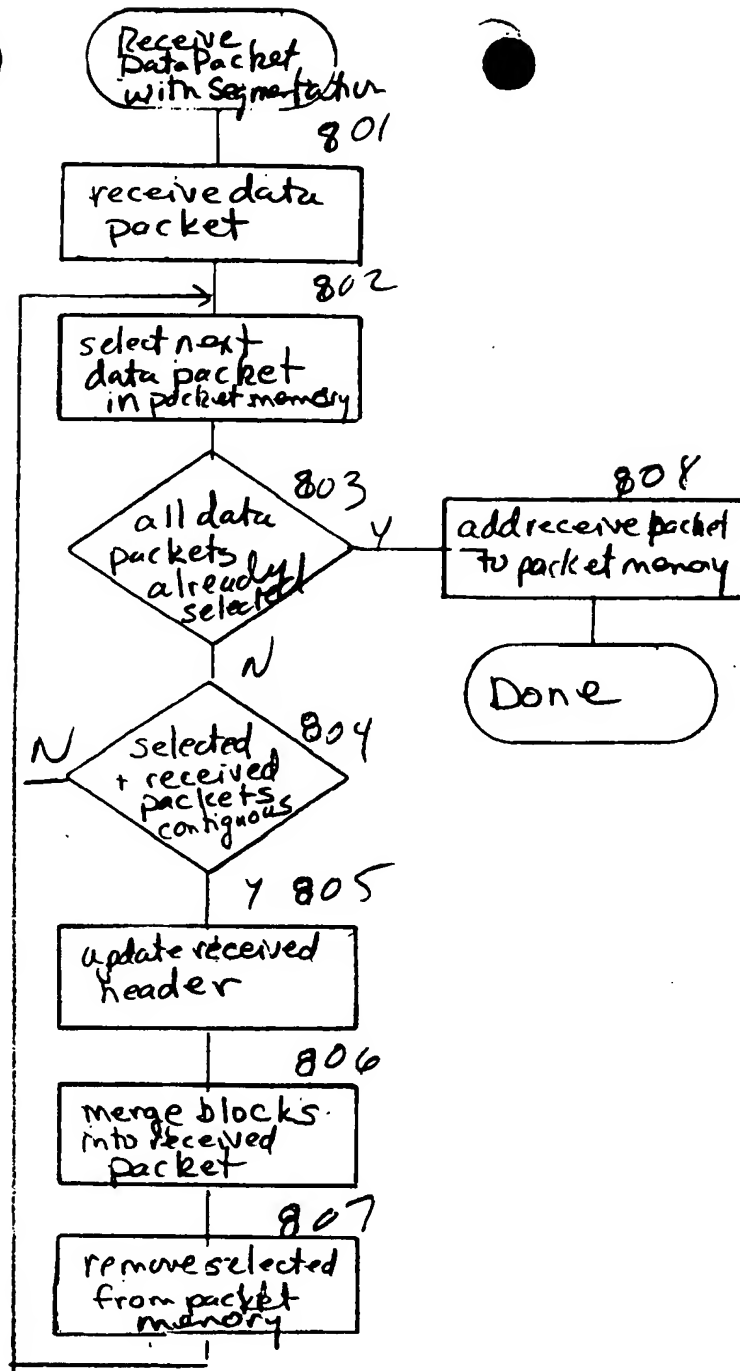 Receive
Data Packet
with Segmentation
801
receive data
packet
802
select next
data packet
in packet memory
803
all data
packets
already
selected
Y
808
add receive packet
to packet memory
Done
N
804
selected
+ received
packets
contiguous
N
Y 805
update received
header
806
merge blocks
into received
packet
807
remove selected
from packet
memory